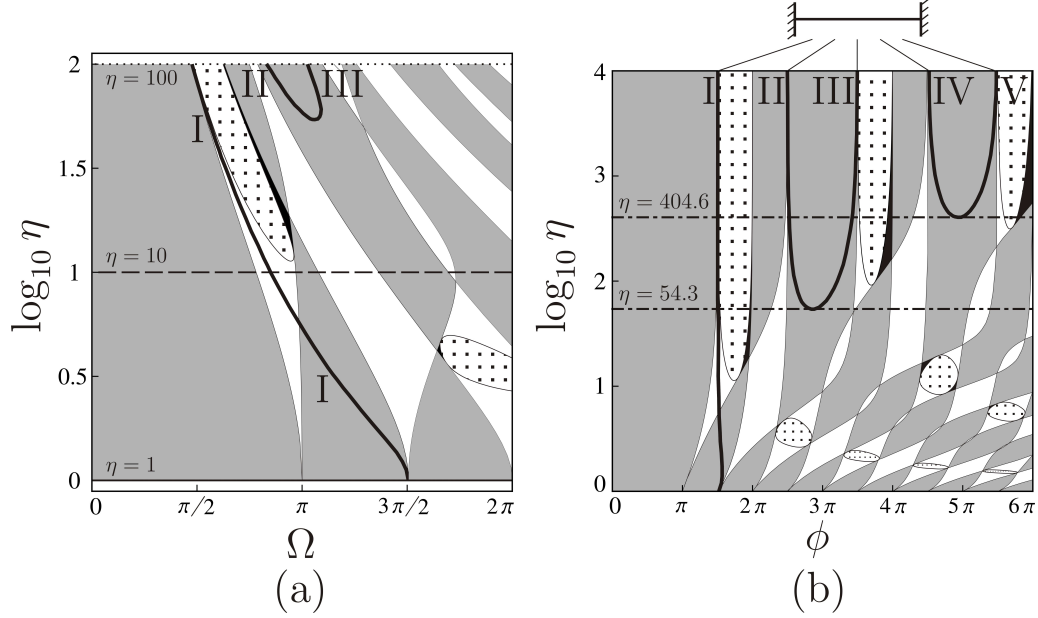 2
1.5
1
0.5
0
log₁₀ η
η = 100
η = 10
η = 1
I
II
III
I
0
π/2
π
3π/2
2π
Ω
(a)
4
3
2
1
0
log₁₀ η
I
II
III
IV
V
η = 404.6
η = 54.3
0
π
2π
3π
4π
5π
6π
ϕ
(b)